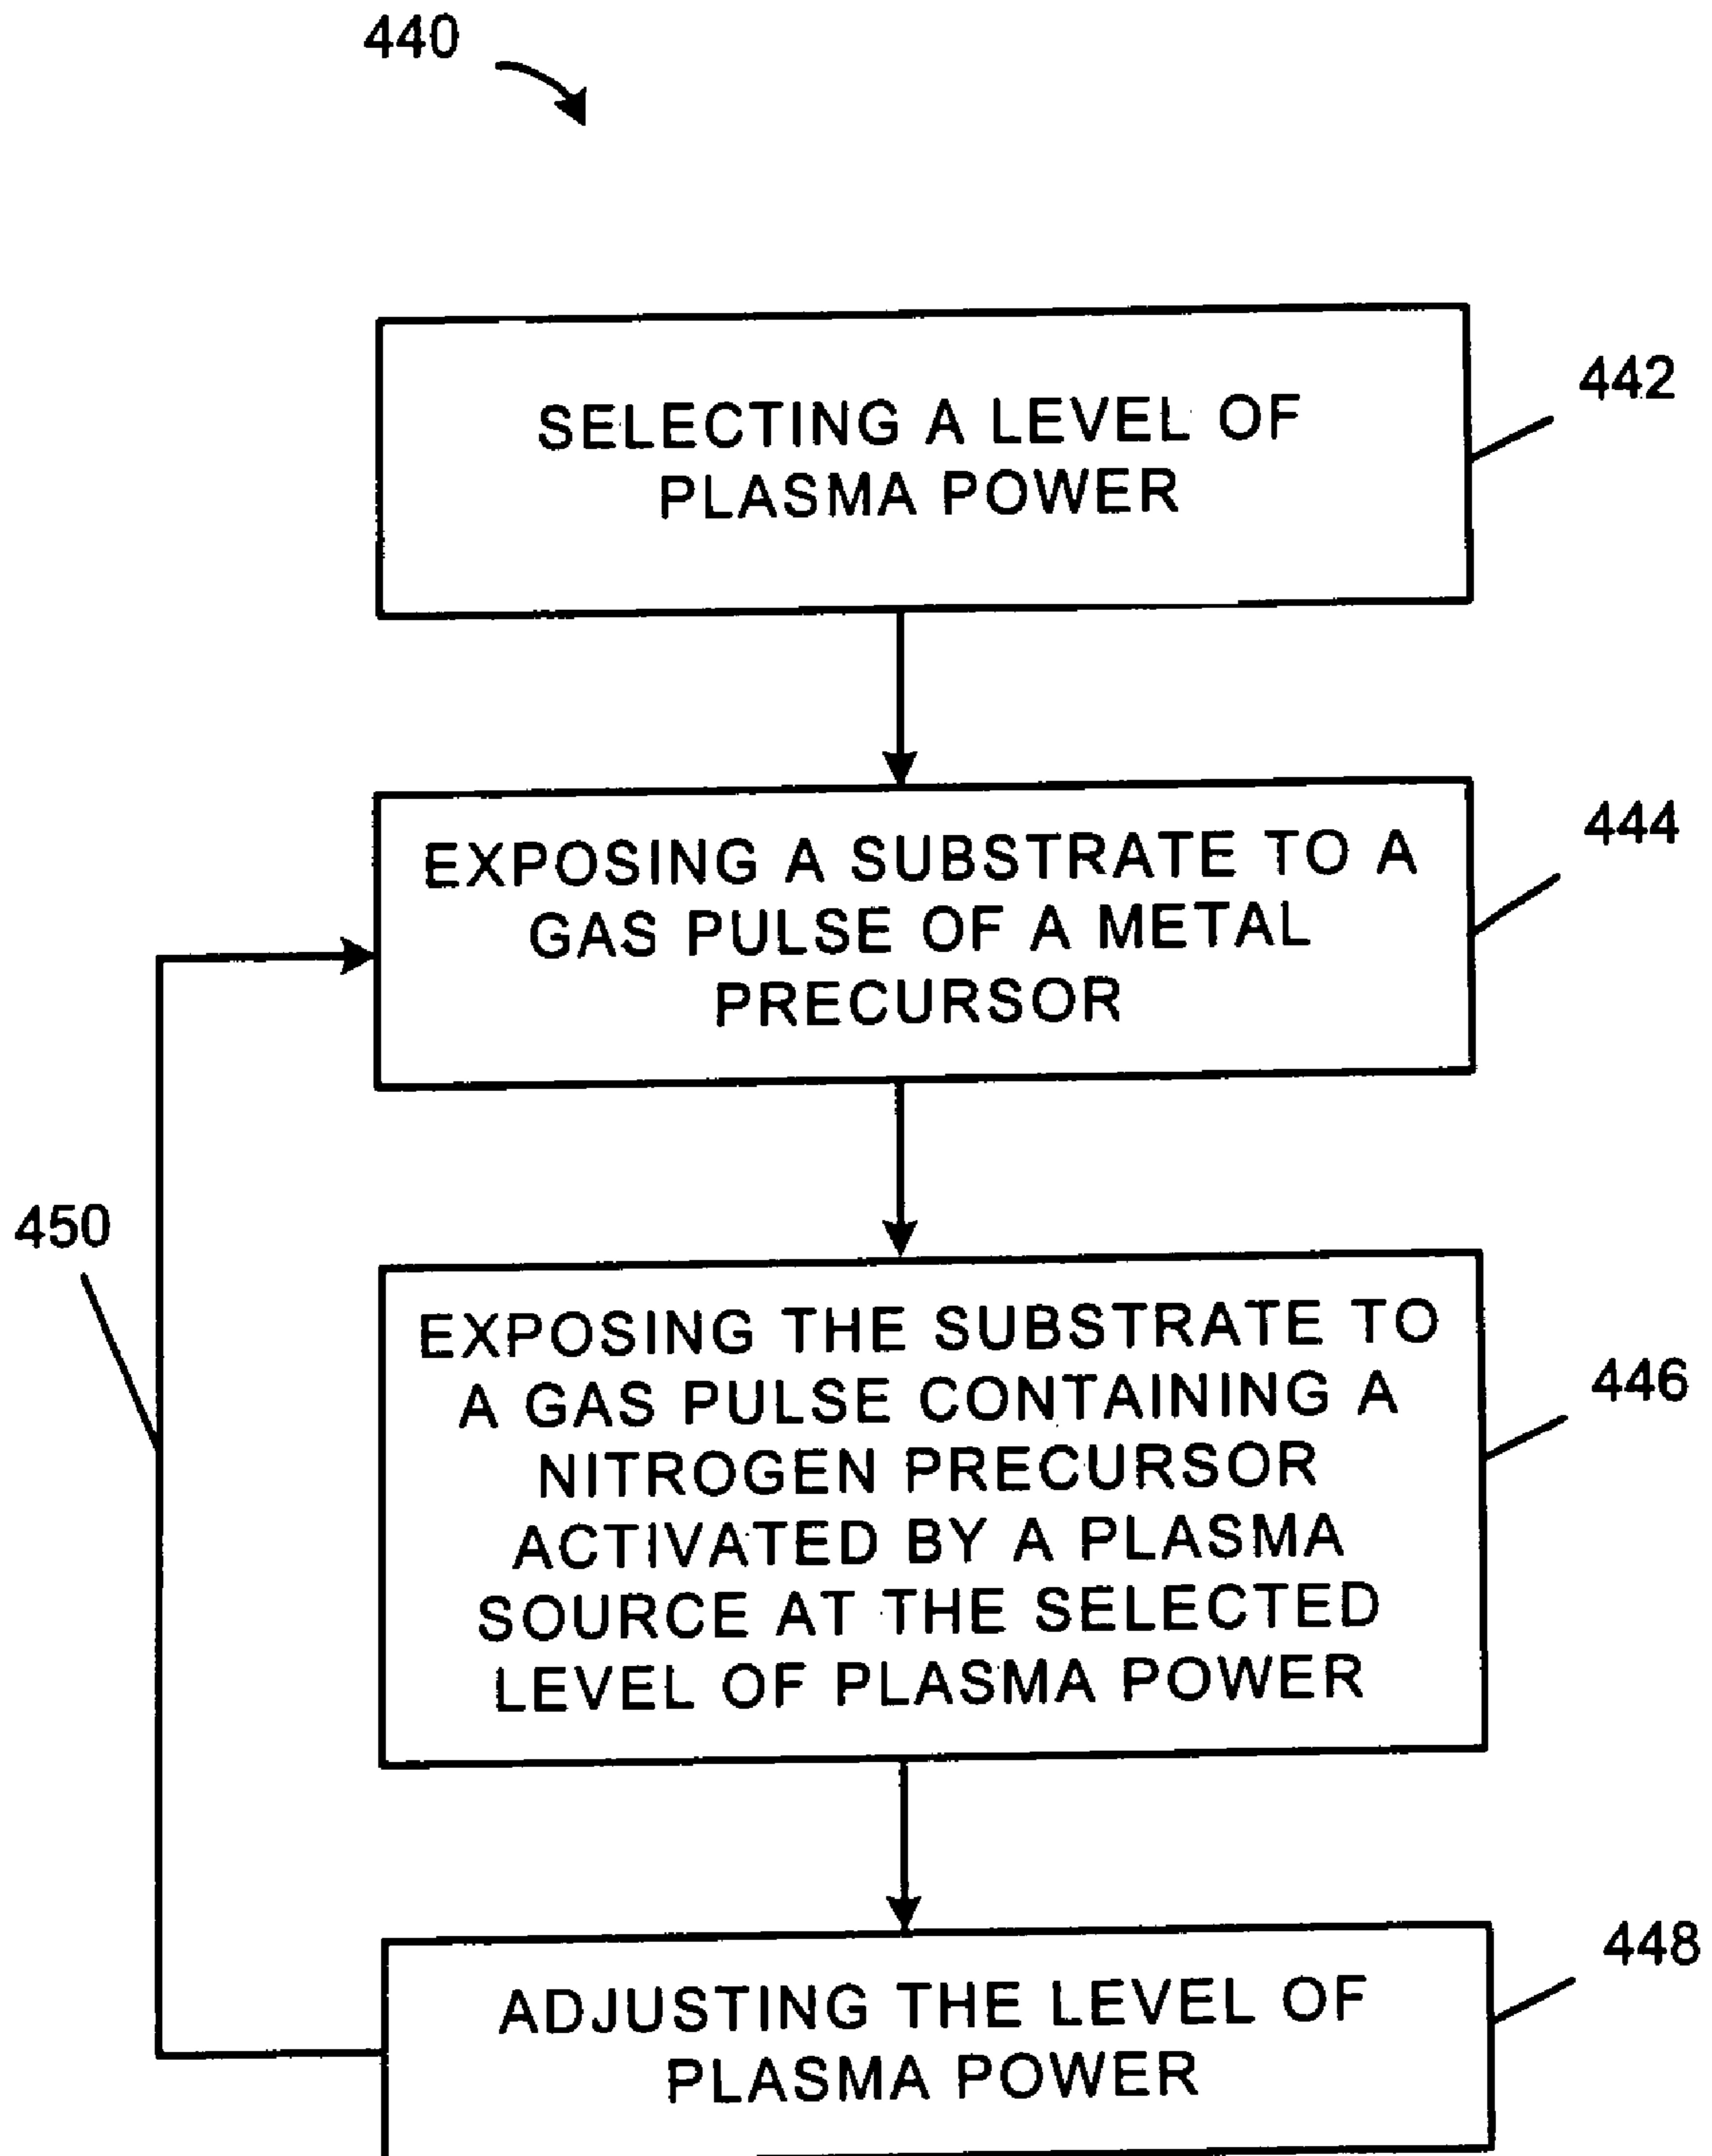 440
SELECTING A LEVEL OF
PLASMA POWER
442
EXPOSING A SUBSTRATE TO A
GAS PULSE OF A METAL
PRECURSOR
444
450
EXPOSING THE SUBSTRATE TO
A GAS PULSE CONTAINING A
NITROGEN PRECURSOR
ACTIVATED BY A PLASMA
SOURCE AT THE SELECTED
LEVEL OF PLASMA POWER
446
ADJUSTING THE LEVEL OF
PLASMA POWER
448